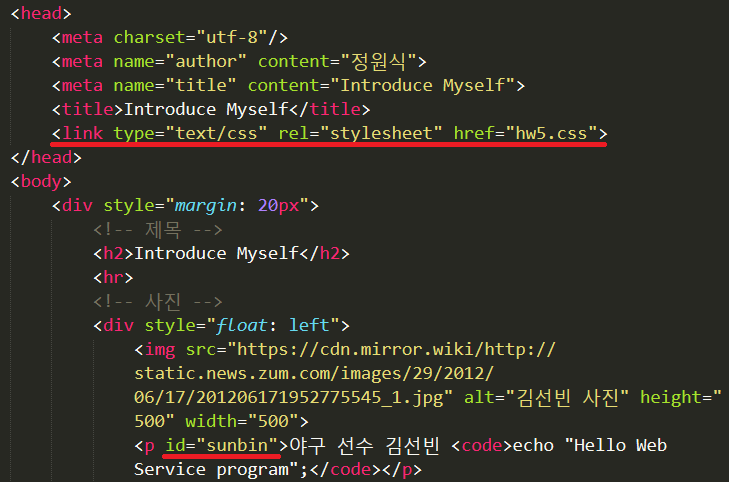 <head>
<meta charset="utf-8"/>
<meta name="author" content="정원식">
<meta name="title" content="Introduce Myself">
<title>Introduce Myself</title>
<link type="text/css" rel="stylesheet" href="hw5.css">
</head>
<body>
<div style="margin: 20px">
<!-- 제목 -->
<h2>Introduce Myself</h2>
<hr>
<!-- 사진 -->
<div style="float: left">
<img src="https://cdn.mirror.wiki/http://
static.news.zum.com/images/29/2012/
06/17/201206171952775545_1.jpg" alt="김선빈 사진" height="
500" width="500">
<p id="sunbin">야구 선수 김선빈 <code>echo "Hello Web
Service program";</code></p>